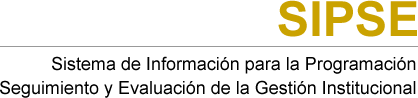 SIPSE
Sistema de Información para la Programación
Seguimiento y Evaluación de la Gestión Institucional